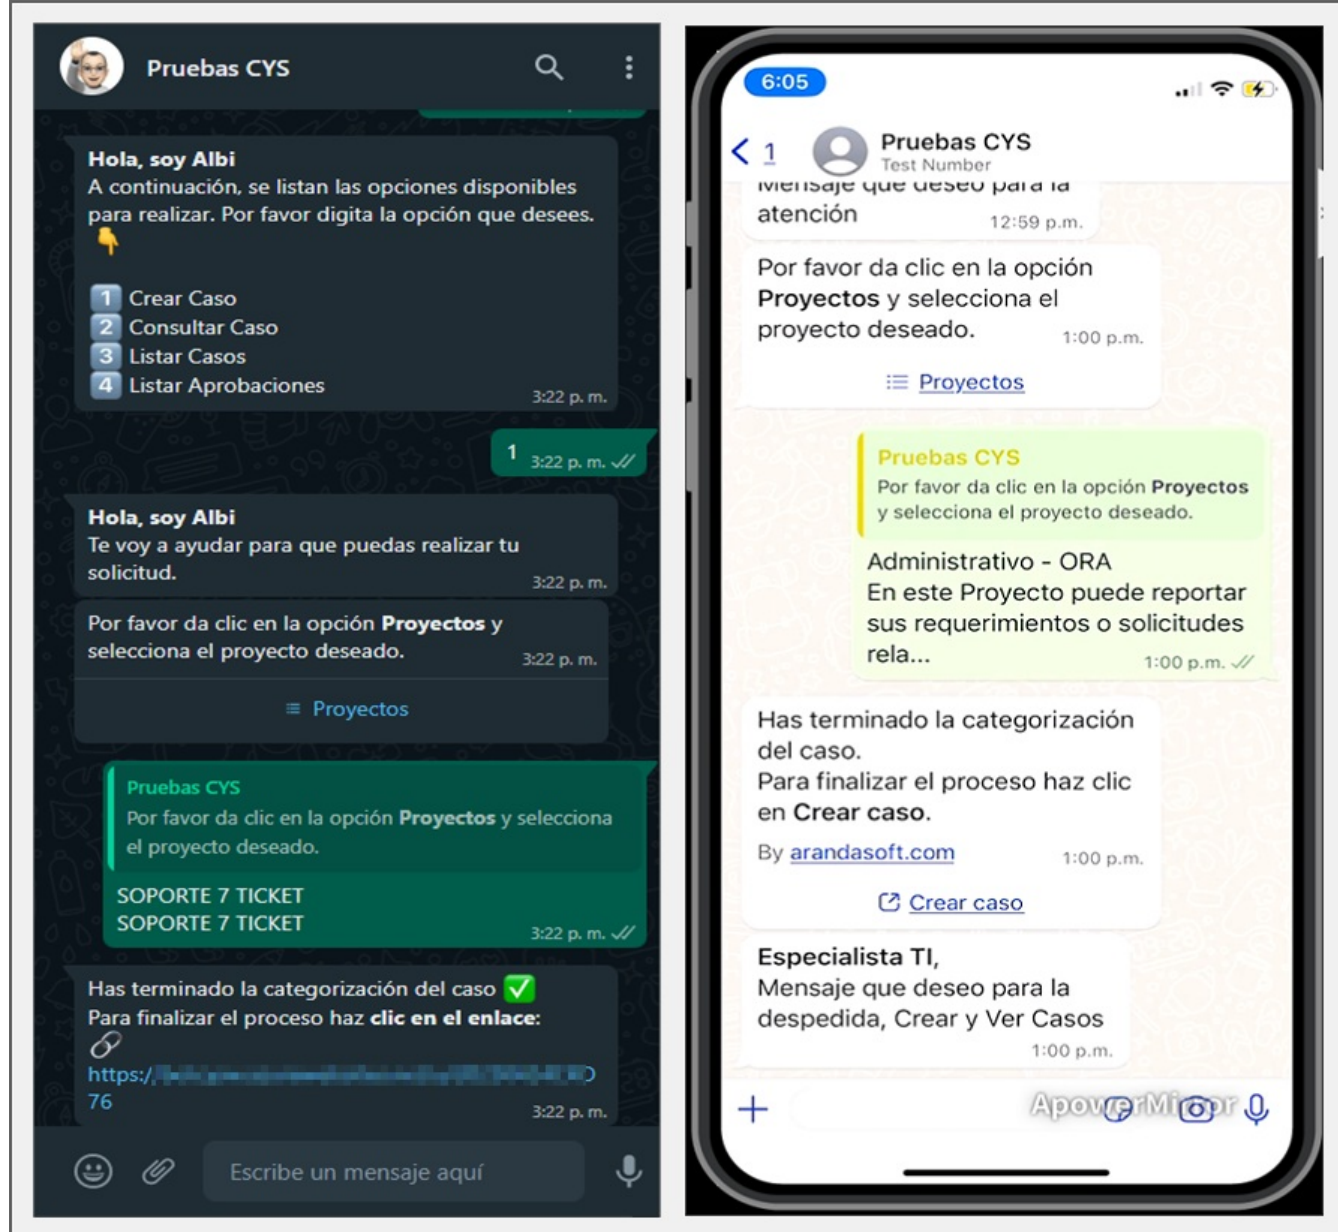 Pruebas CYS
Hola, soy Albi
A continuación, se listan las opciones disponibles
para realizar. Por favor digita la opción que desees.
👇
1 Crear Caso
2 Consultar Caso
3 Listar Casos
4 Listar Aprobaciones
3:22 p. m.
1 3:22 p. m.
Hola, soy Albi
Te voy a ayudar para que puedas realizar tu
solicitud.
3:22 p. m.
Por favor da clic en la opción Proyectos y
selecciona el proyecto deseado.
3:22 p. m.
Proyectos
Pruebas CYS
Por favor da clic en la opción Proyectos y selecciona
el proyecto deseado.
SOPORTE 7 TICKET
SOPORTE 7 TICKET
3:22 p. m.
Has terminado la categorización del caso ✅
Para finalizar el proceso haz clic en el enlace:
🔗
https:/
76
3:22 p. m.
Escribe un mensaje aquí
6:05
1
Pruebas CYS
Test Number
Mensaje que deseo para la
atención
12:59 p.m.
Por favor da clic en la opción
Proyectos y selecciona el
proyecto deseado.
1:00 p.m.
Proyectos
Pruebas CYS
Por favor da clic en la opción Proyectos
y selecciona el proyecto deseado.
Administrativo - ORA
En este Proyecto puede reportar
sus requerimientos o solicitudes
rela...
1:00 p.m.
Has terminado la categorización
del caso.
Para finalizar el proceso haz clic
en Crear caso.
By arandasoft.com
1:00 p.m.
Crear caso
Especialista TI,
Mensaje que deseo para la
despedida, Crear y Ver Casos
1:00 p.m.
ApowerMirror